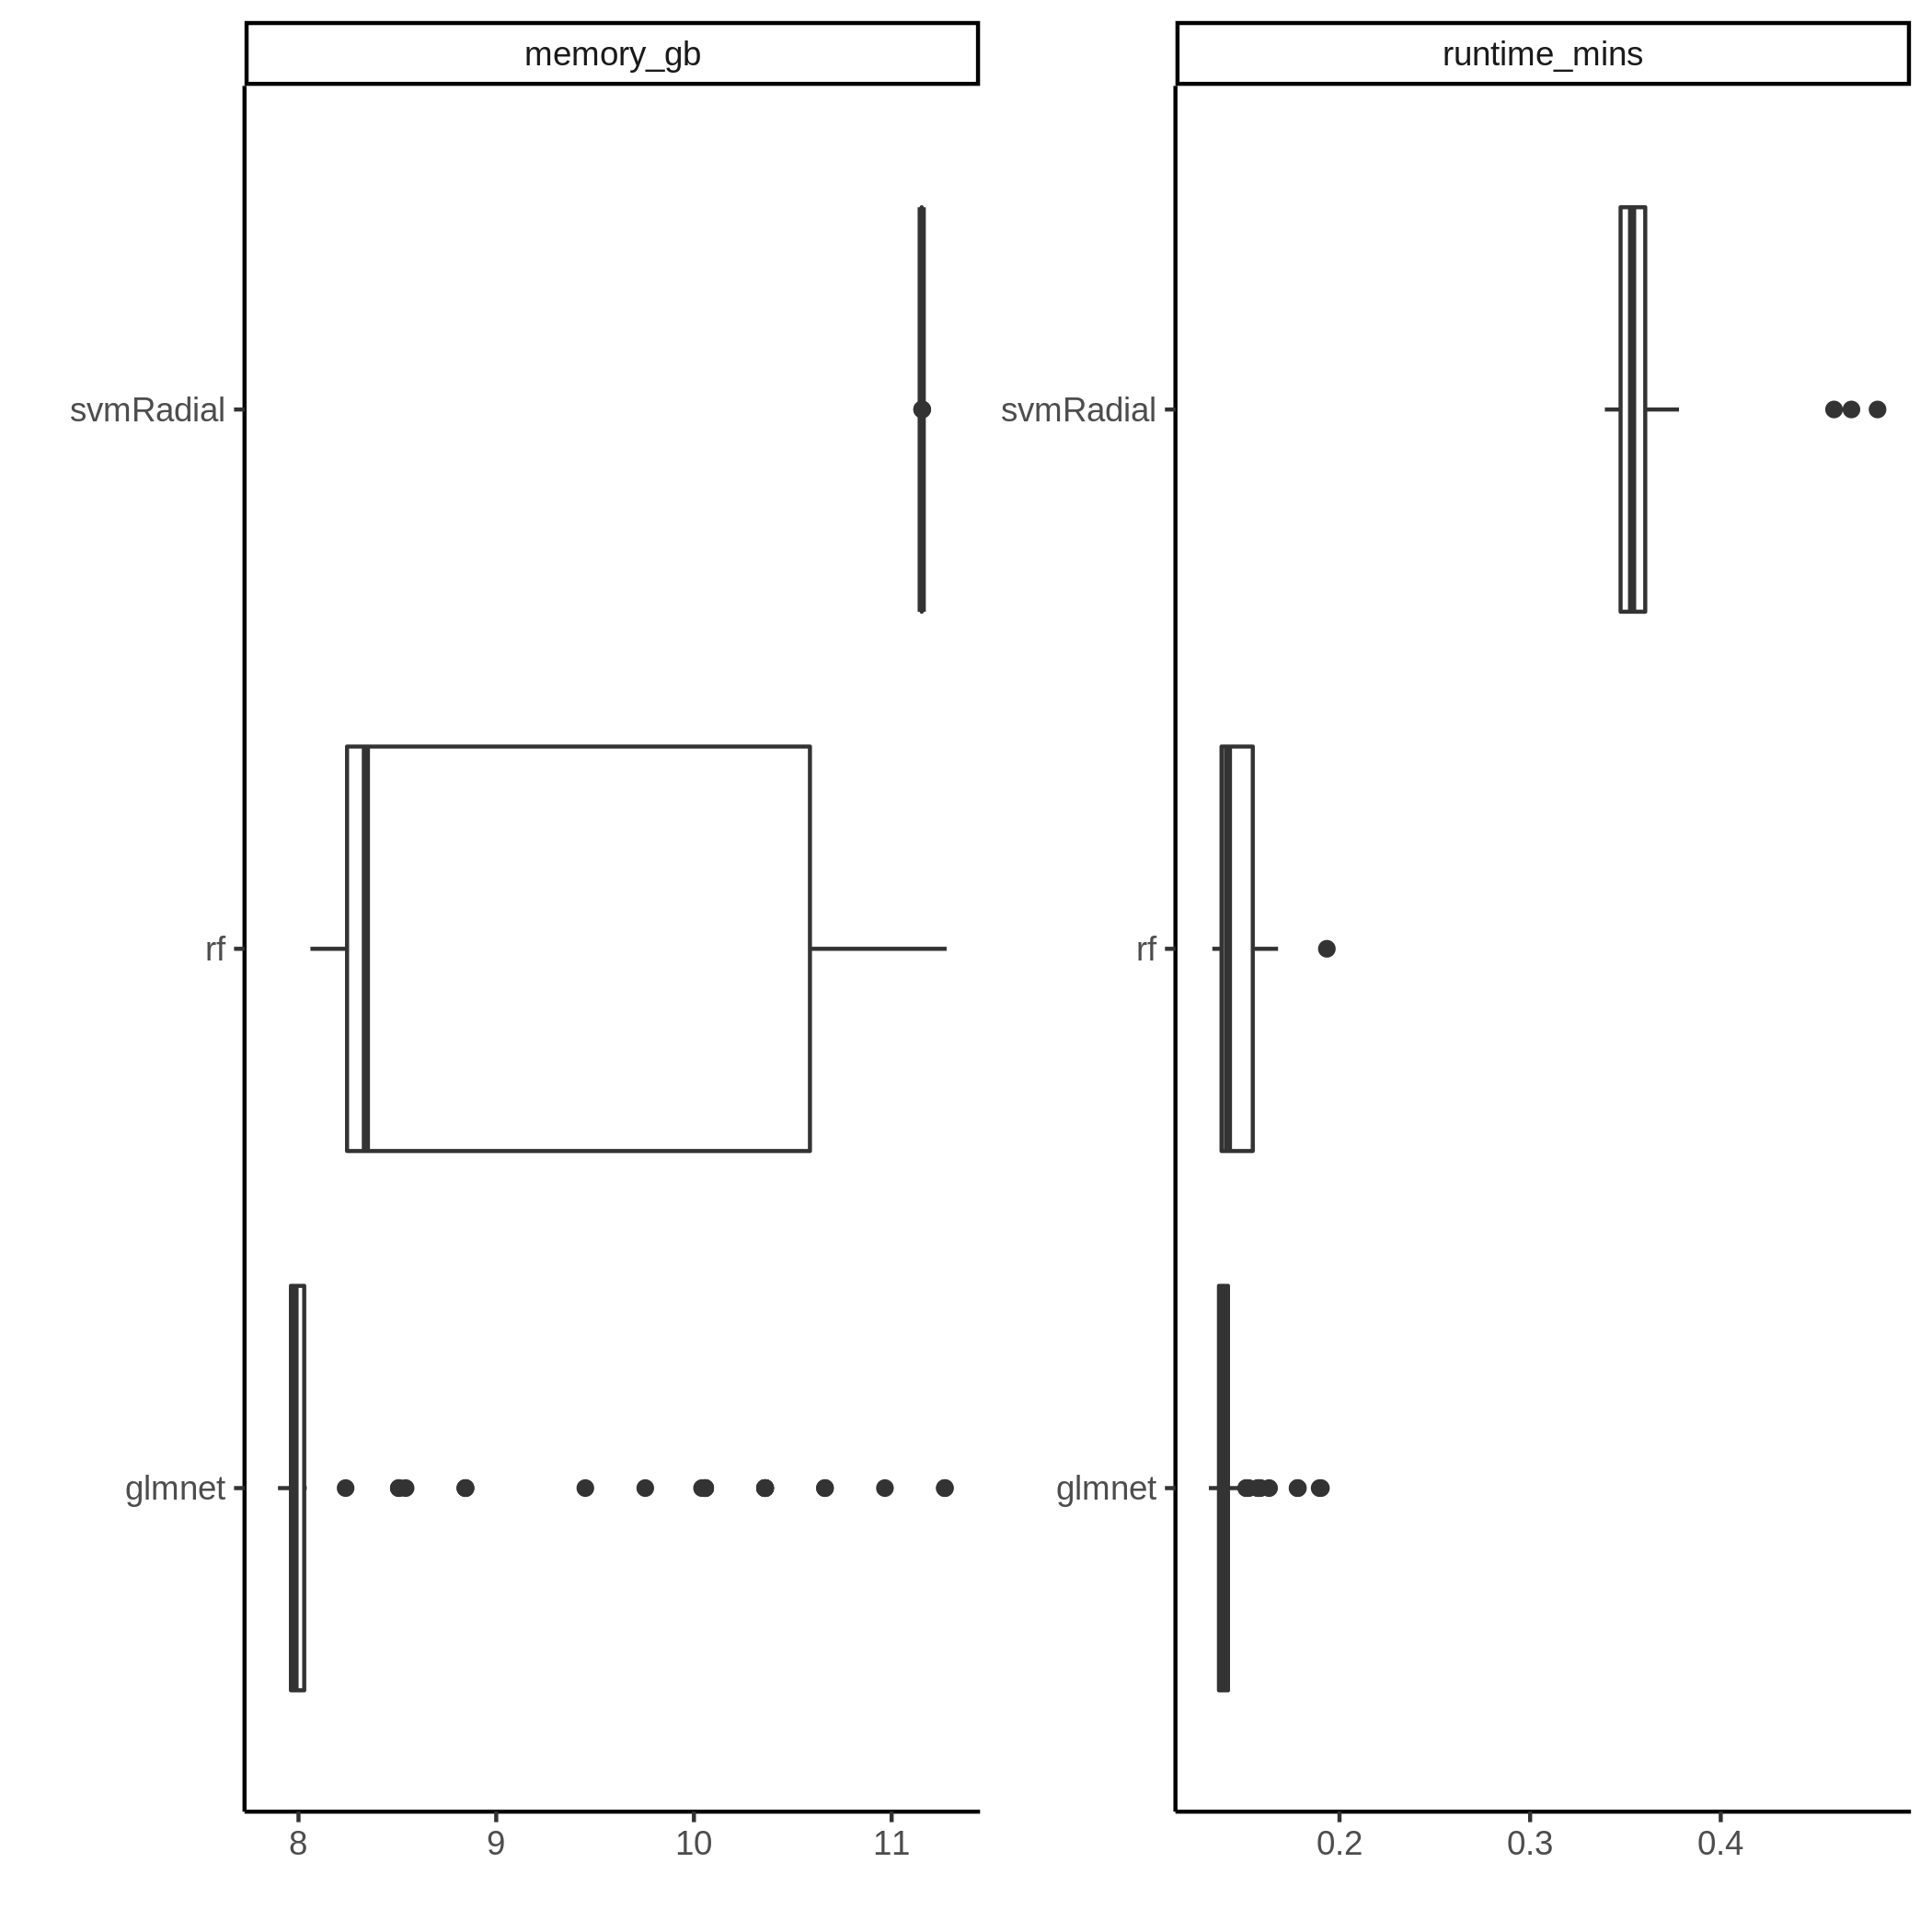 memory_gb
runtime_mins
svmRadial
svmRadial
rf
rf
glmnet
glmnet
8 9 10 11
0.2 0.3 0.4